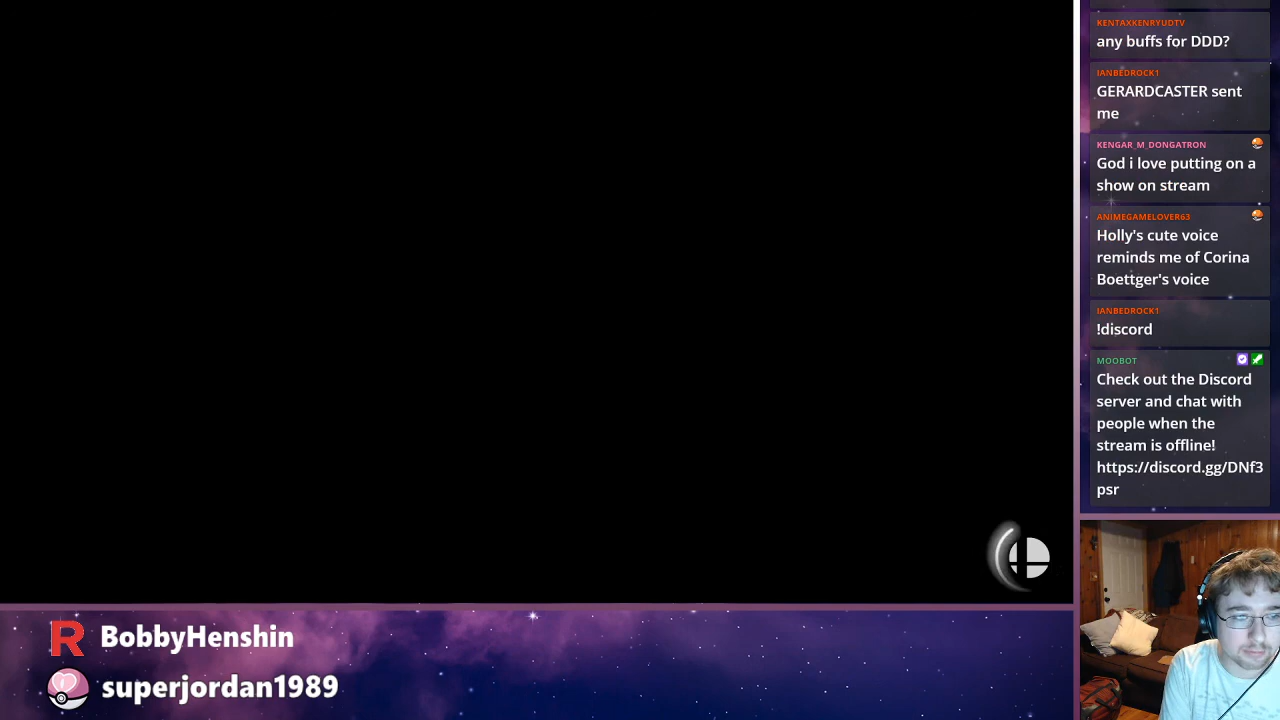 KENTAXKENRYUDTV
any buffs for DDD?
IANBEDROCK1
GERARDCASTER sent
me
KENGAR_M_DONGATRON
God i love putting on a
show on stream
ANIMEGAMELOVER63
Holly's cute voice
reminds me of Corina
Boettger's voice
IANBEDROCK1
!discord
MOOBOT
Check out the Discord
server and chat with
people when the
stream is offline!
https://discord.gg/DNf3
psr
R BobbyHenshin
superjordan1989